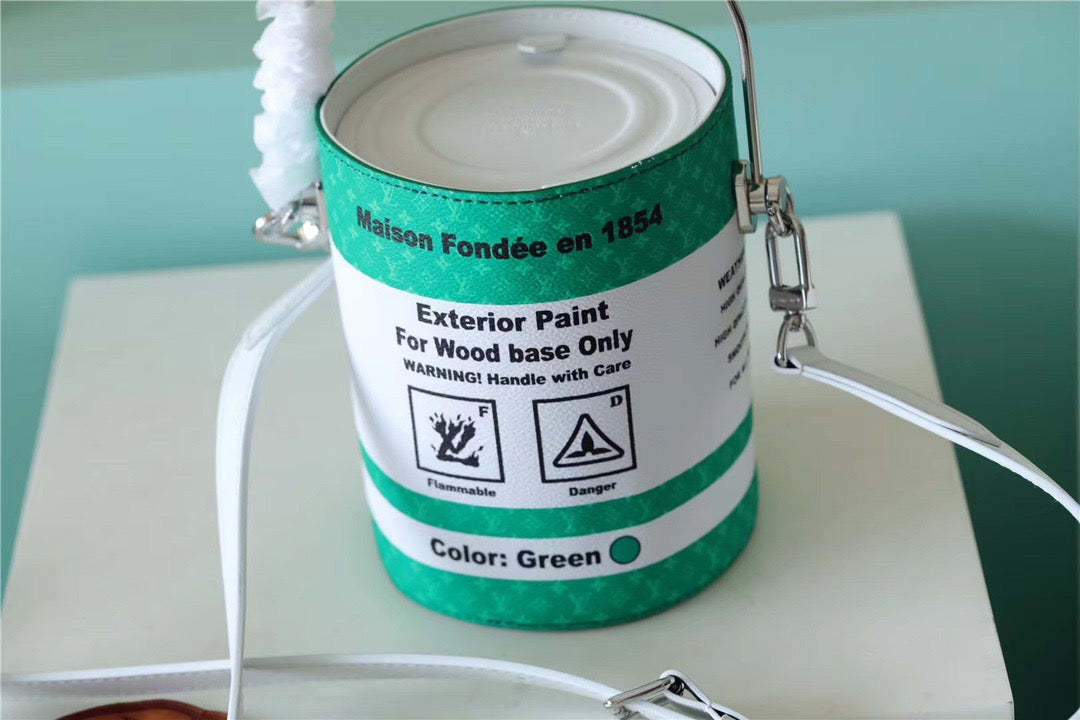 Maison Fondée en 1854
Exterior Paint
For Wood base Only
WARNING! Handle with Care
F
D
Flammable
Danger
Color: Green